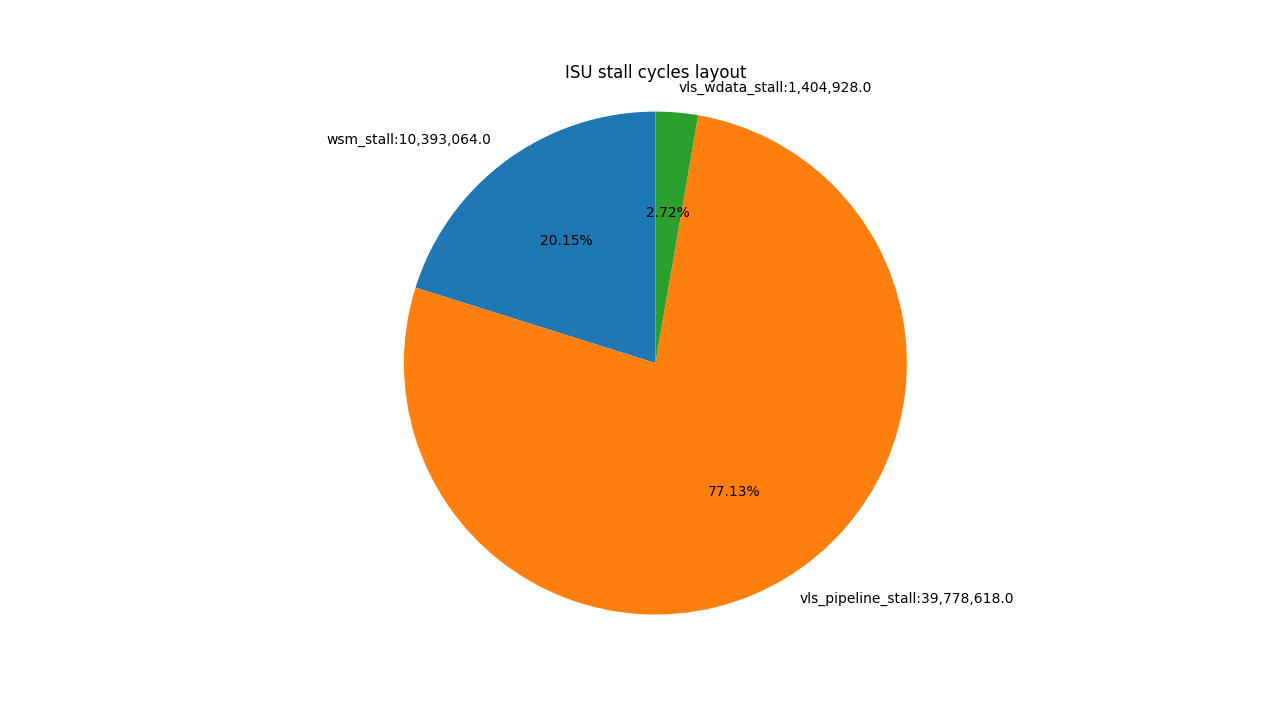 ISU stall cycles layout
vls_wdata_stall:1,404,928.0
wsm_stall:10,393,064.0
2.72%
20.15%
77.13%
vls_pipeline_stall:39,778,618.0